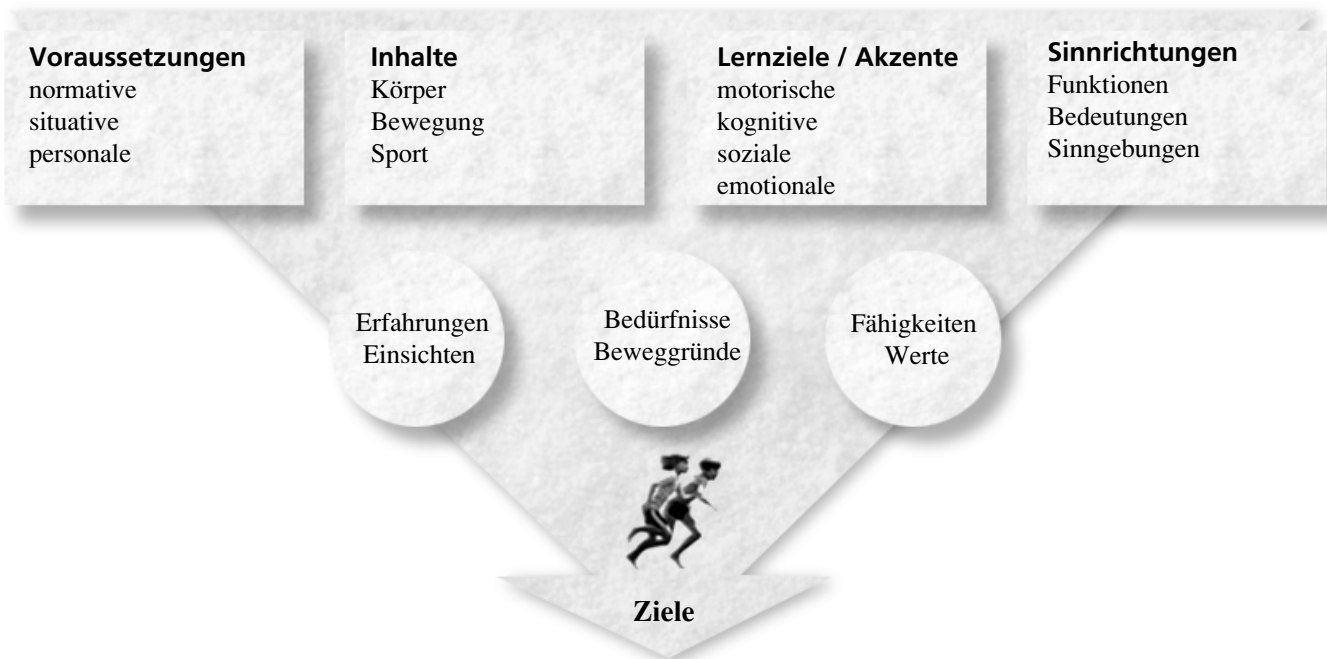 Voraussetzungen
normative
situative
personale
Inhalte
Körper
Bewegung
Sport
Lernziele / Akzente
motorische
kognitive
soziale
emotionale
Sinnrichtungen
Funktionen
Bedeutungen
Sinngebungen
Erfahrungen
Einsichten
Bedürfnisse
Beweggründe
Fähigkeiten
Werte
Ziele